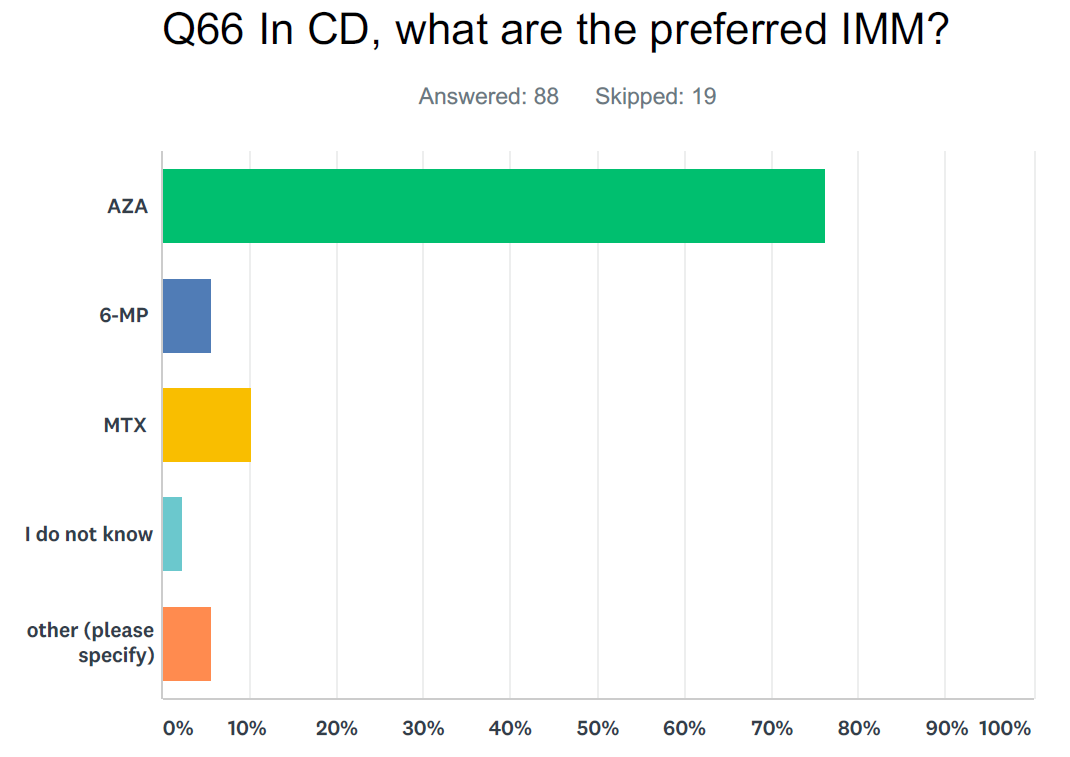 Q66 In CD, what are the preferred IMM?
Answered: 88 Skipped: 19
AZA
6-MP
MTX
I do not know
other (please
specify)
0% 10% 20% 30% 40% 50% 60% 70% 80% 90% 100%